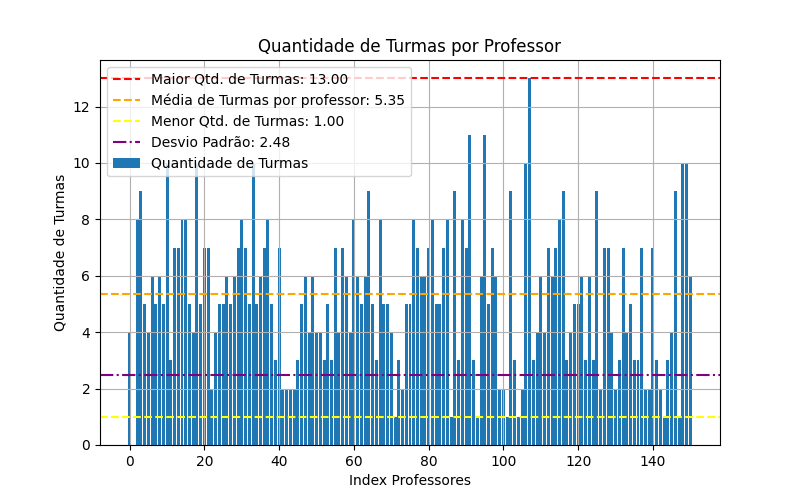 Quantidade de Turmas por Professor
Maior Qtd. de Turmas: 13.00
Média de Turmas por professor: 5.35
Menor Qtd. de Turmas: 1.00
Desvio Padrão: 2.48
Quantidade de Turmas
Quantidade de Turmas
12
10
8
6
4
2
0
0 20 40 60 80 100 120 140
Index Professores